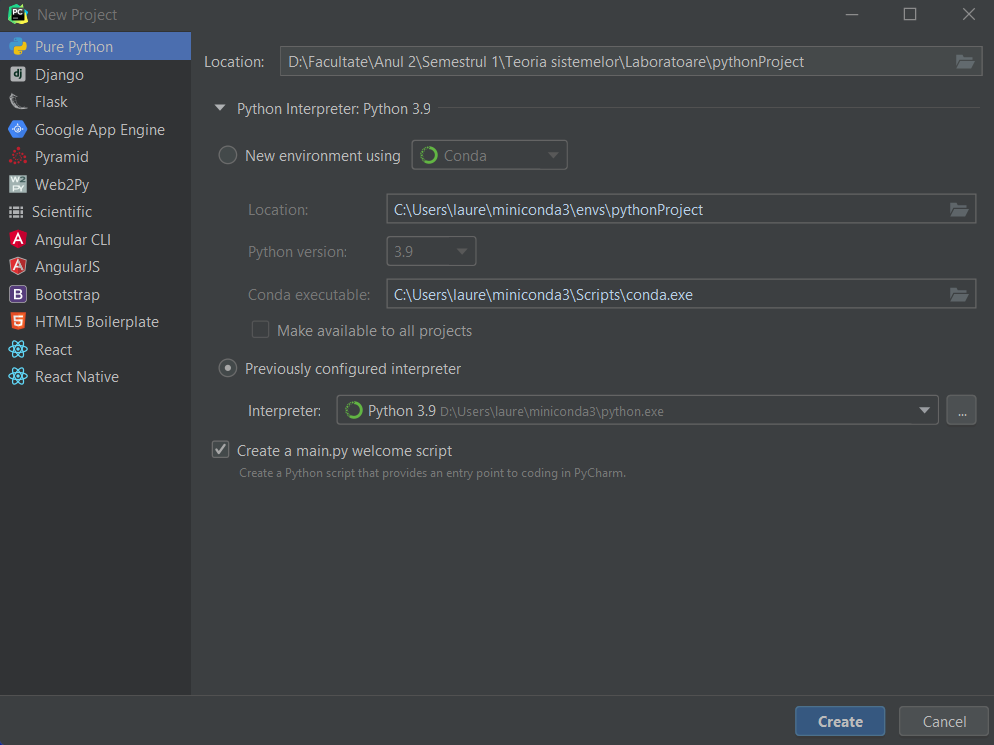 New Project
Pure Python
Django
Flask
Google App Engine
Pyramid
Web2Py
Scientific
Angular CLI
AngularJS
Bootstrap
HTML5 Boilerplate
React
React Native
Location: D:\Facultate\Anul 2\Semestrul 1\Teoria sistemelor\Laboratoare\pythonProject
Python Interpreter: Python 3.9
New environment using Conda
Location: C:\Users\laure\miniconda3\envs\pythonProject
Python version: 3.9
Conda executable: C:\Users\laure\miniconda3\Scripts\conda.exe
Make available to all projects
Previously configured interpreter
Interpreter: Python 3.9 D:\Users\laure\miniconda3\python.exe ...
Create a main.py welcome script
Create a Python script that provides an entry point to coding in PyCharm.
Create Cancel